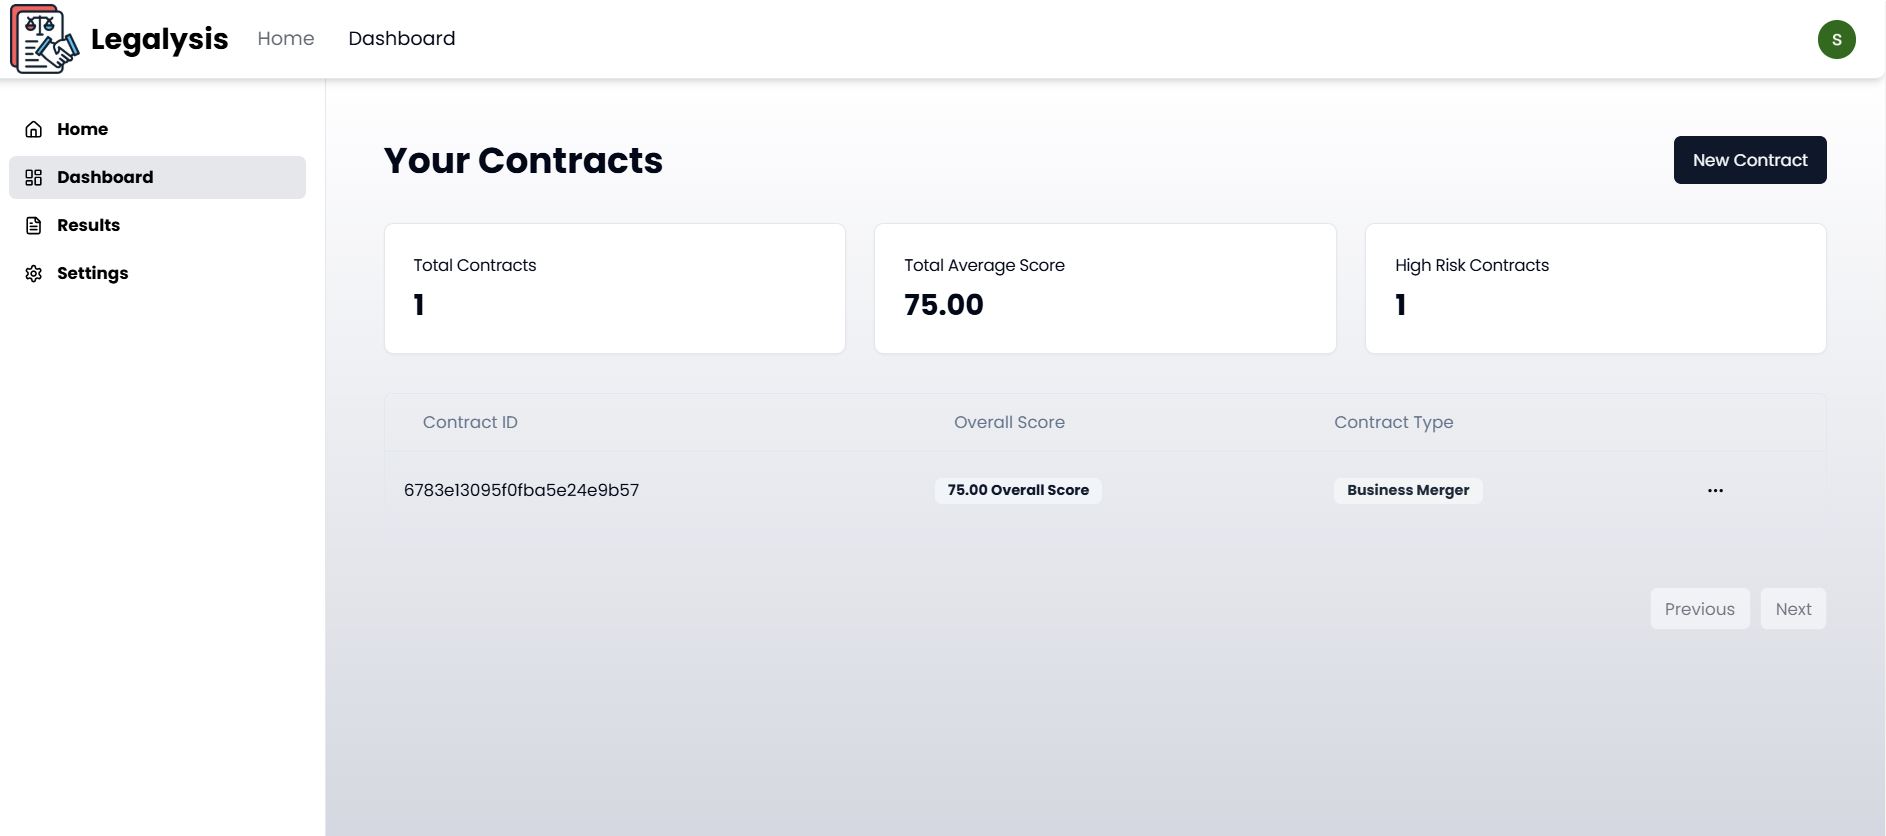 Legalysis Home Dashboard S
Home
Dashboard
Results
Settings
Your Contracts New Contract
Total Contracts
1
Total Average Score
75.00
High Risk Contracts
1
Contract ID Overall Score Contract Type
6783e13095f0fba5e24e9b57 75.00 Overall Score Business Merger ...
Previous Next